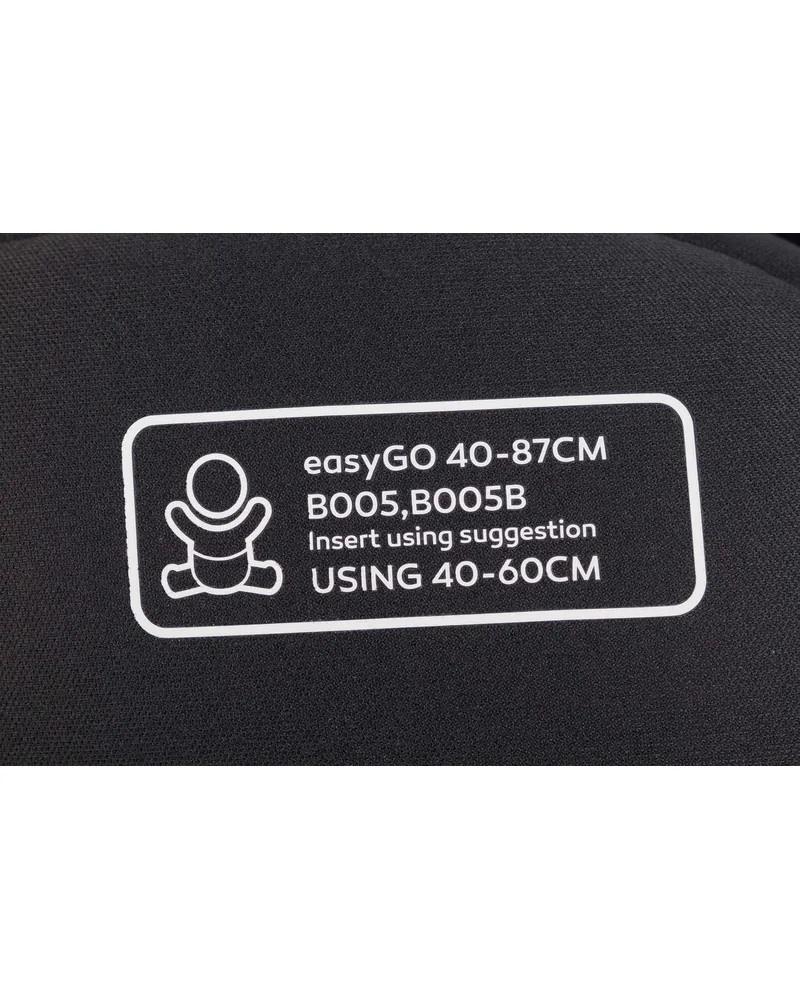 easyGO 40-87CM
B005,B005B
Insert using suggestion
USING 40-60CM